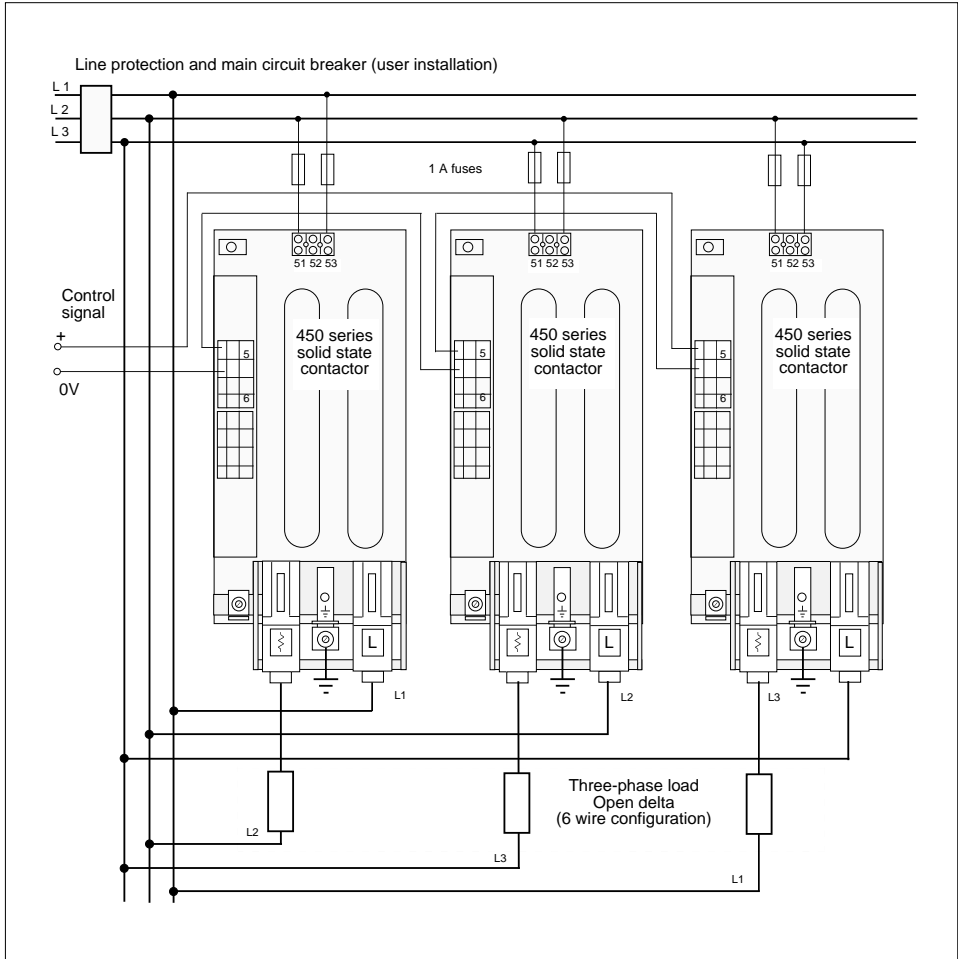 Line protection and main circuit breaker (user installation)
L 1
L 2
L 3
1 A fuses
51 52 53
51 52 53
51 52 53
Control
signal
+
0V
5
6
450 series
solid state
contactor
5
6
450 series
solid state
contactor
5
6
450 series
solid state
contactor
L
L
L
L1
L2
L3
Three-phase load
Open delta
(6 wire configuration)
L2
L3
L1